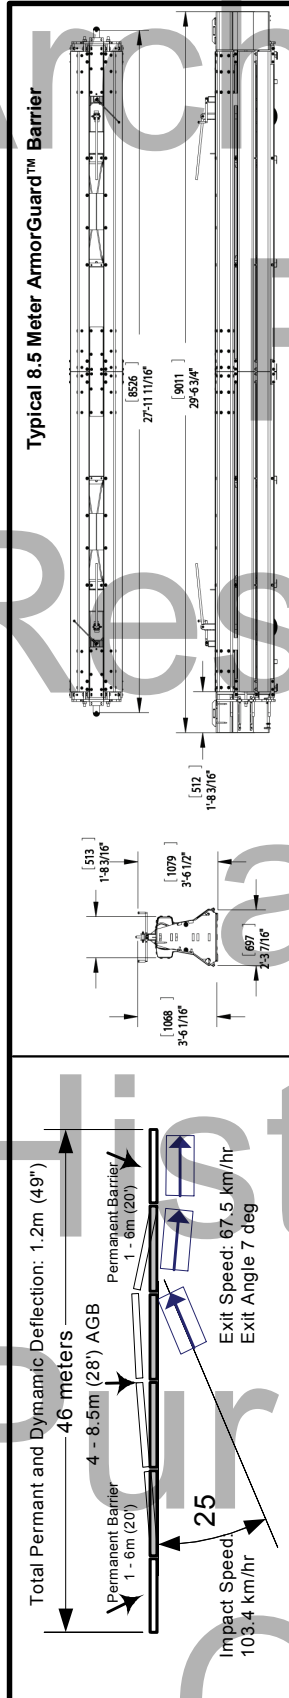 Typical 8.5 Meter ArmorGuard™ Barrier
[8526]
27'-11 11/16"
[9011]
29'-6 3/4"
[512]
1'-8 3/16"
[513]
1'-8 3/16"
[1079]
3'-6 1/2"
[1068]
3'-6 1/16"
[697]
2'-3 7/16"
Total Permant and Dymamic Deflection: 1.2m (49")
46 meters
4 - 8.5m (28') AGB
Permanent Barrier
1 - 6m (20')
Permanent Barrier
1 - 6m (20')
25
Impact Speed:
103.4 km/hr
Exit Speed: 67.5 km/hr
Exit Angle 7 deg
Arch
Res
Hist
Pur